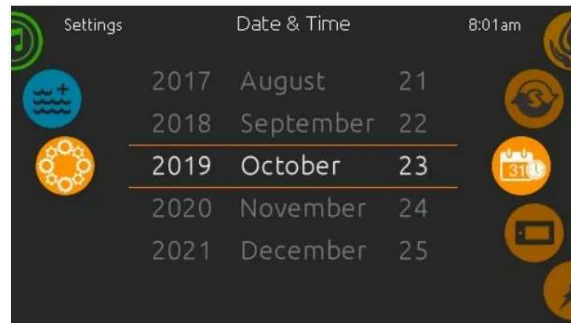 Settings Date & Time 8:01am
2017 August 21
2018 September 22
2019 October 23
31
2020 November 24
2021 December 25